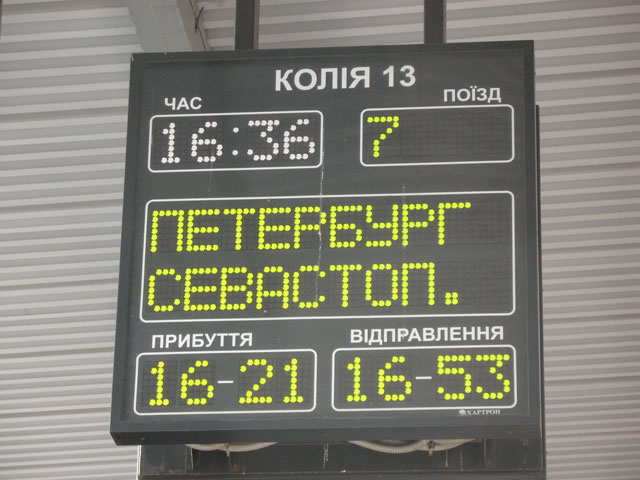 КОЛІЯ 13
ЧАС ПОЇЗД
16:36 7
ПЕТЕРБУРГ
СЕВАСТОП.
ПРИБУТТЯ ВІДПРАВЛЕННЯ
16-21 16-53
ХАРТРОН